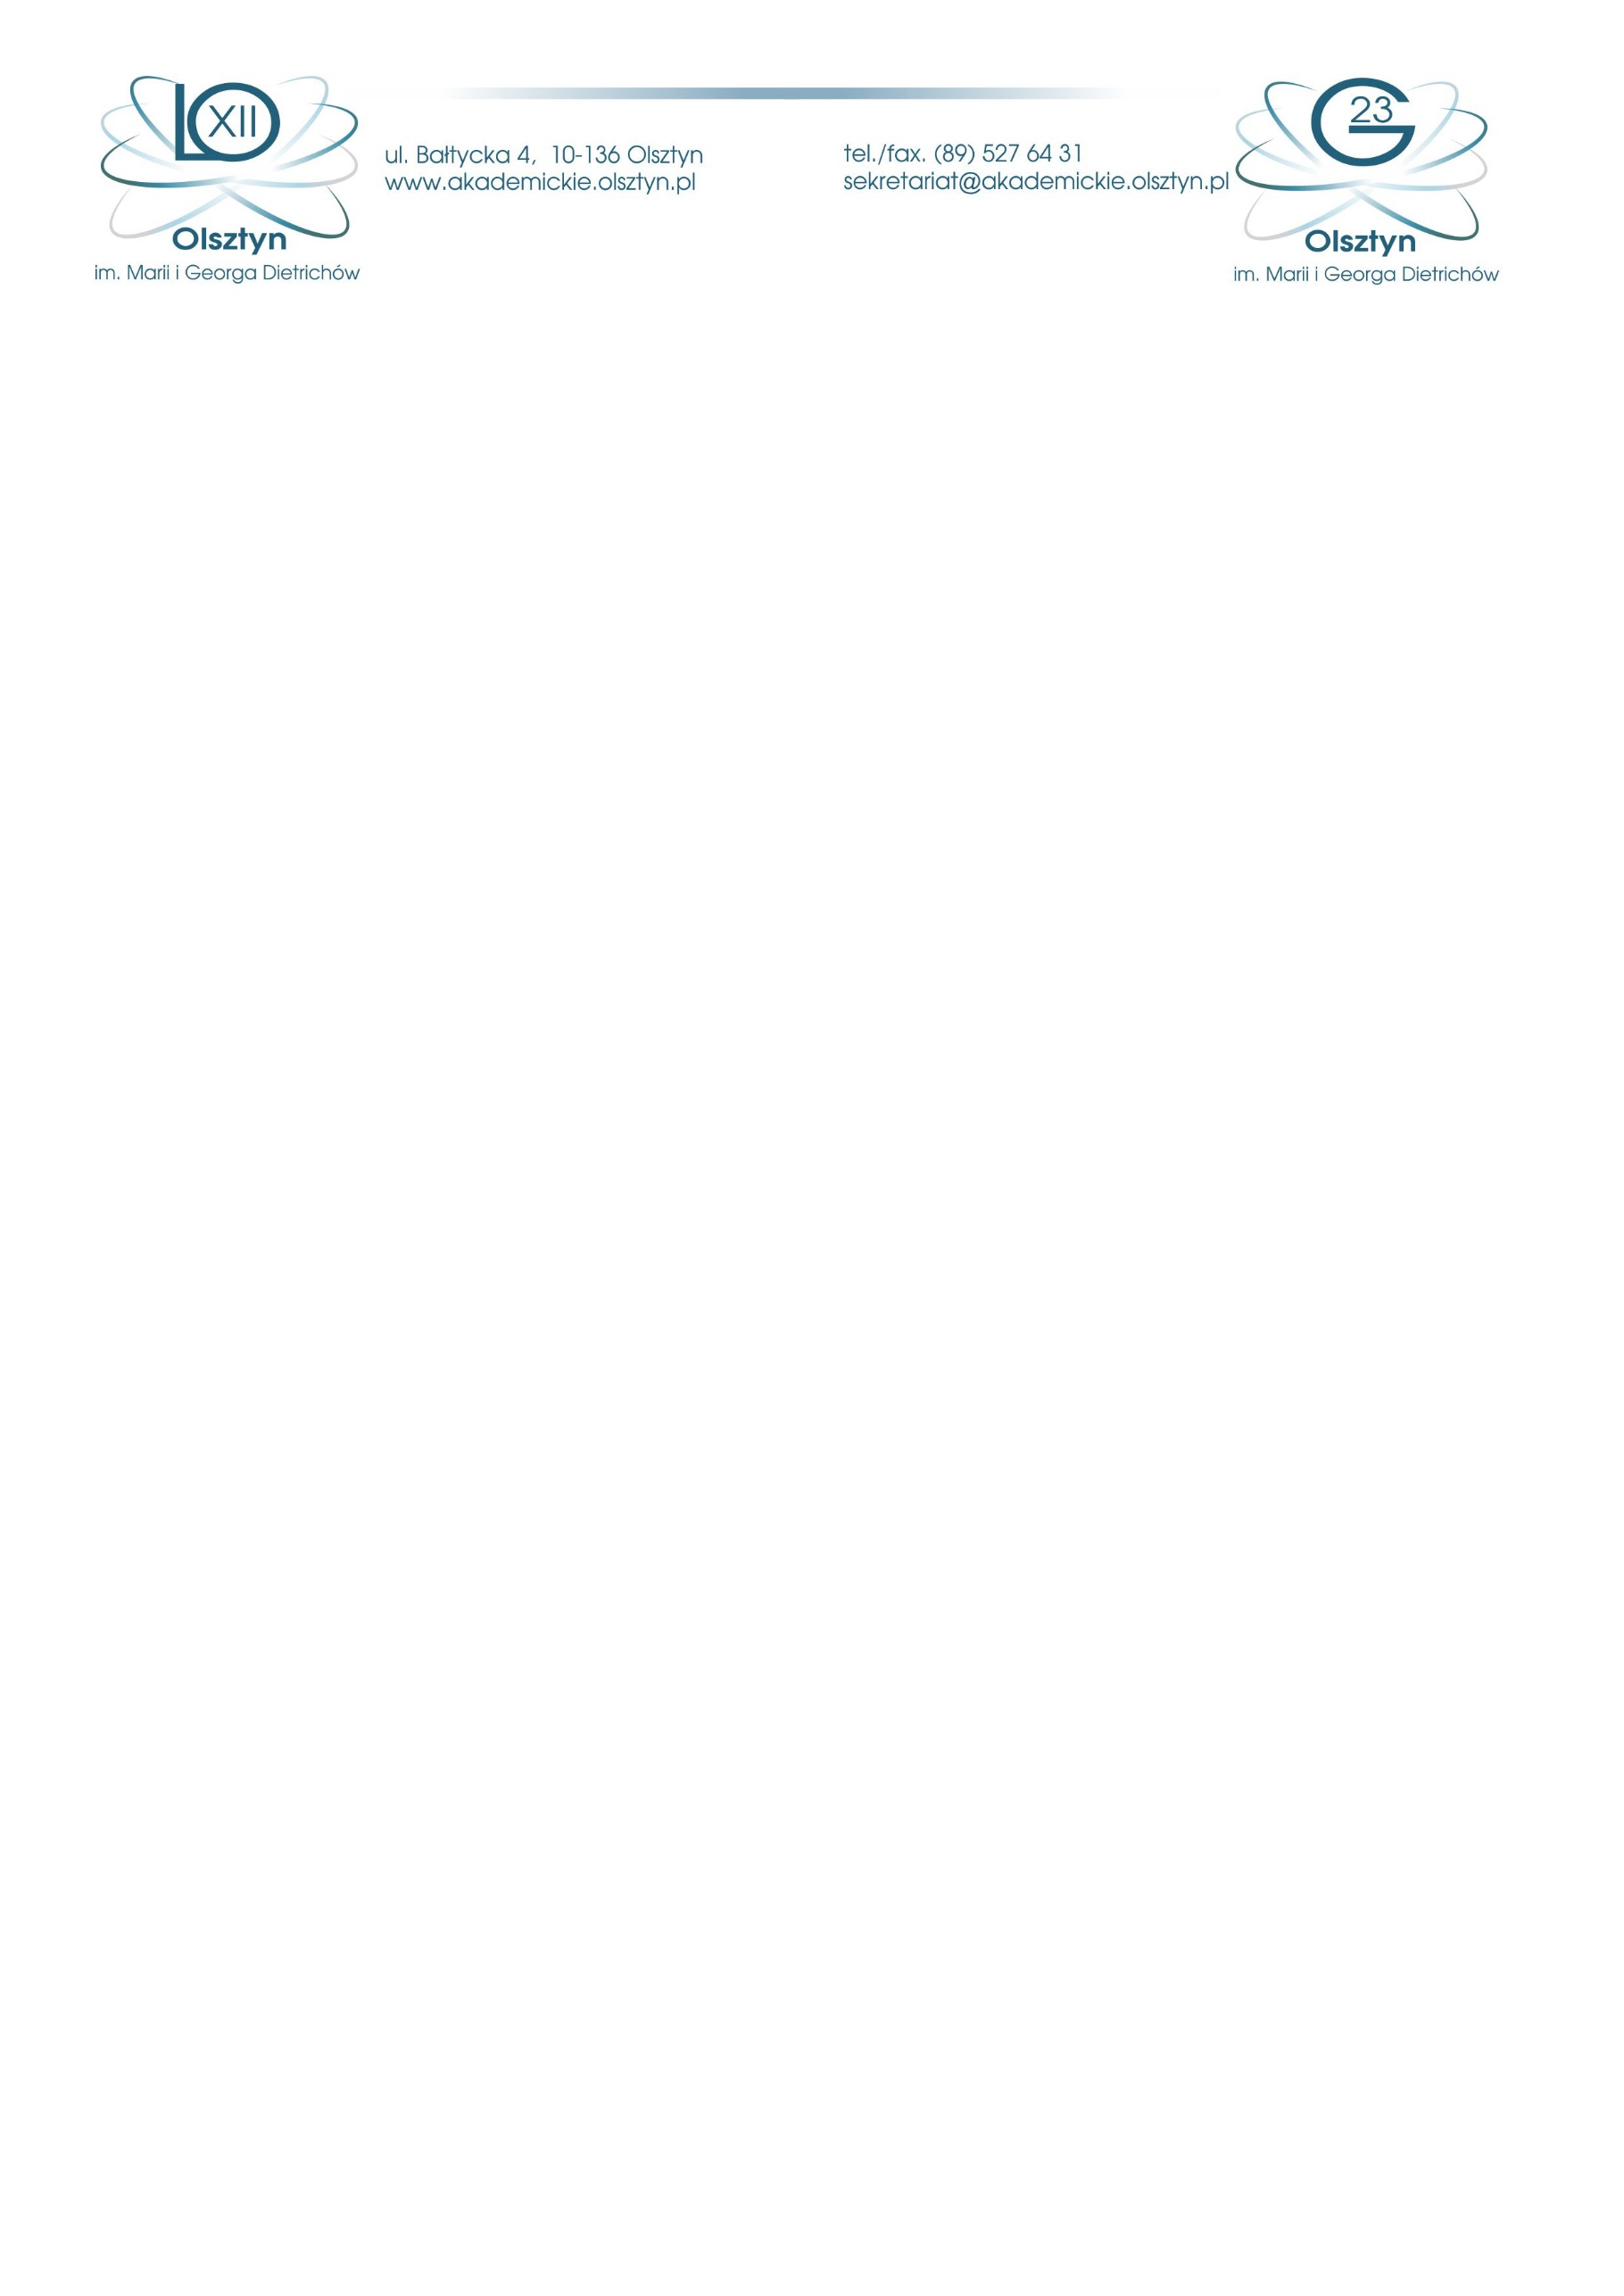 LO XII
Olsztyn
im. Marii i Georga Dietrichów
ul. Bałtycka 4, 10-136 Olsztyn
www.akademickie.olsztyn.pl
tel./fax. (89) 527 64 31
sekretariat@akademickie.olsztyn.pl
G 23
Olsztyn
im. Marii i Georga Dietrichów